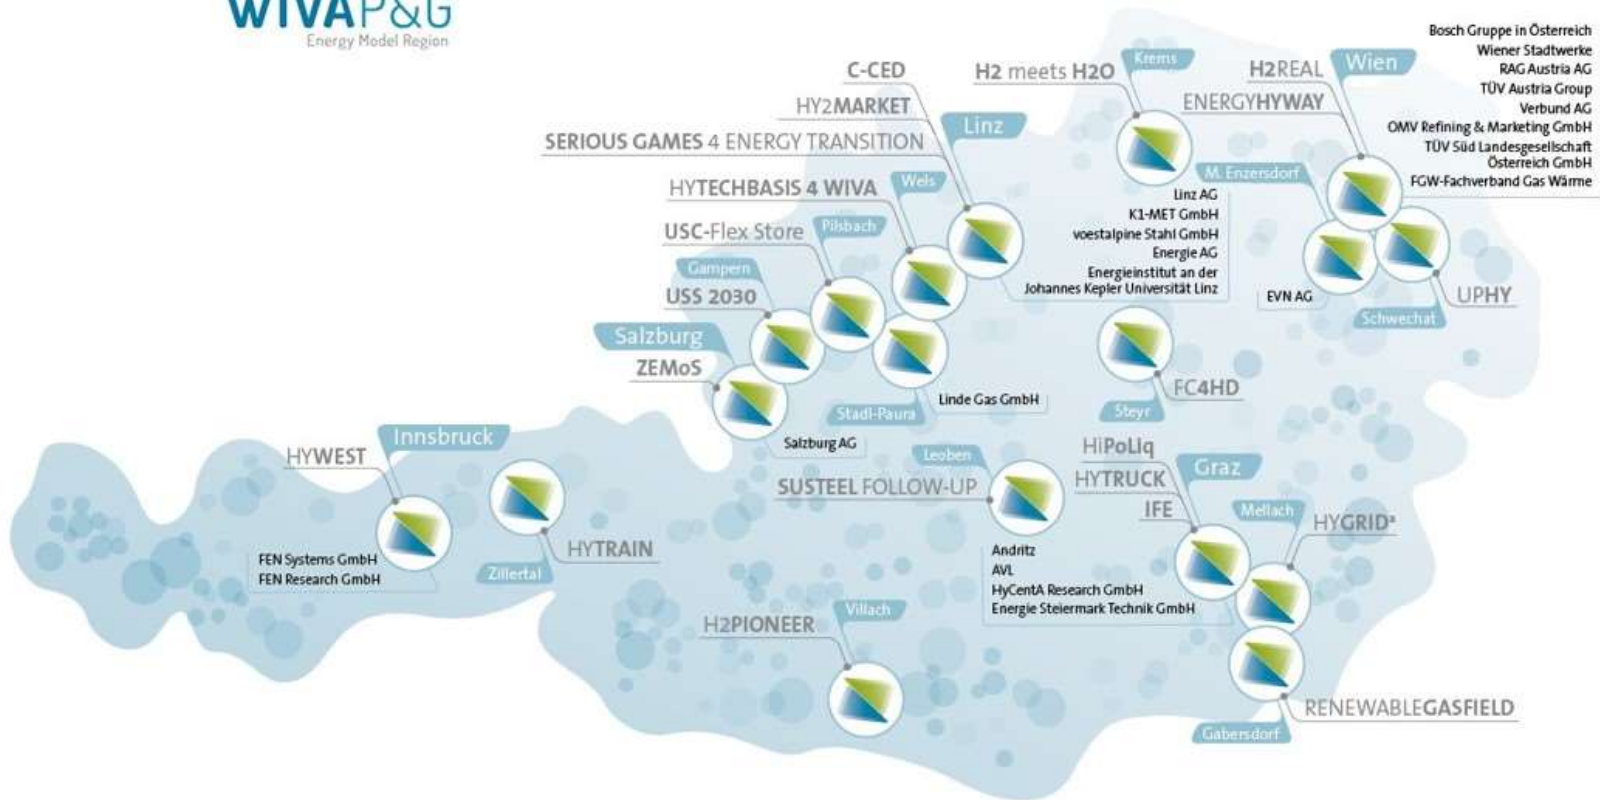 WIVAP&G
Energy Model Region
C-CED
HY2MARKET
SERIOUS GAMES 4 ENERGY TRANSITION
Linz
HYTECHBASIS 4 WIVA
Wels
USC-Flex Store
Pilsbach
Gampern
USS 2030
Salzburg
ZEMoS
Salzburg AG
Stadl-Paura
Linde Gas GmbH
H2 meets H2O
Krems
Linz AG
K1-MET GmbH
voestalpine Stahl GmbH
Energie AG
Energieinstitut an der
Johannes Kepler Universität Linz
H2REAL
ENERGYHYWAY
Wien
Bosch Gruppe in Österreich
Wiener Stadtwerke
RAG Austria AG
TÜV Austria Group
Verbund AG
OMV Refining & Marketing GmbH
TÜV Süd Landesgesellschaft
Österreich GmbH
FGW-Fachverband Gas Wärme
M. Enzersdorf
EVN AG
UPHY
Schwechat
FC4HD
Steyr
HYWEST
Innsbruck
FEN Systems GmbH
FEN Research GmbH
HYTRAIN
Zillertal
Leoben
SUSTEEL FOLLOW-UP
HiPoLiq
HYTRUCK
IFE
Graz
Andritz
AVL
HyCentA Research GmbH
Energie Steiermark Technik GmbH
Mellach
HYGRID²
H2PIONEER
Villach
RENEWABLEGASFIELD
Gabersdorf